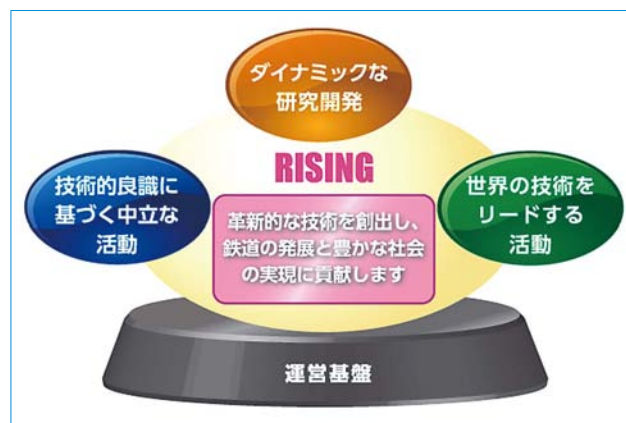 ダイナミックな
研究開発
RISING
技術的良識に
基づく中立な
活動
革新的な技術を創出し、
鉄道の発展と豊かな社会
の実現に貢献します
世界の技術を
リードする
活動
運営基盤